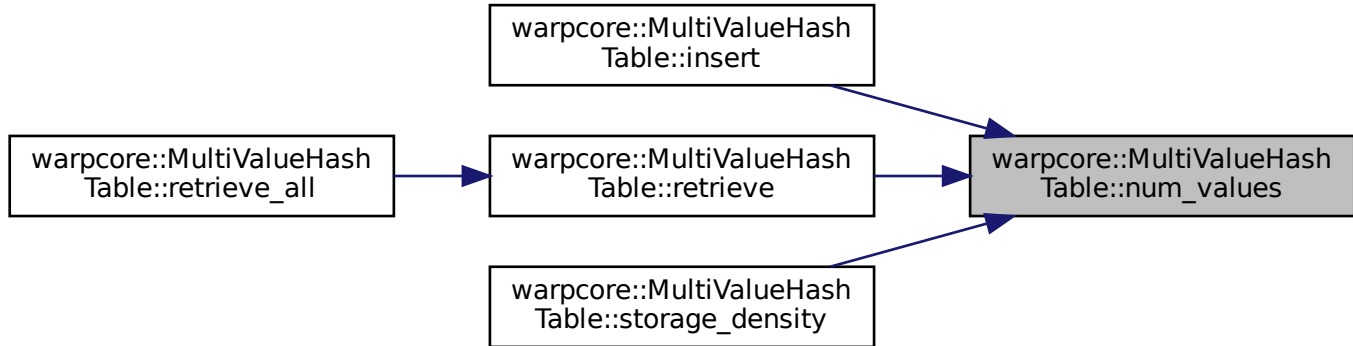 warpcore::MultiValueHash
Table::insert
warpcore::MultiValueHash
Table::retrieve_all
warpcore::MultiValueHash
Table::retrieve
warpcore::MultiValueHash
Table::num_values
warpcore::MultiValueHash
Table::storage_density